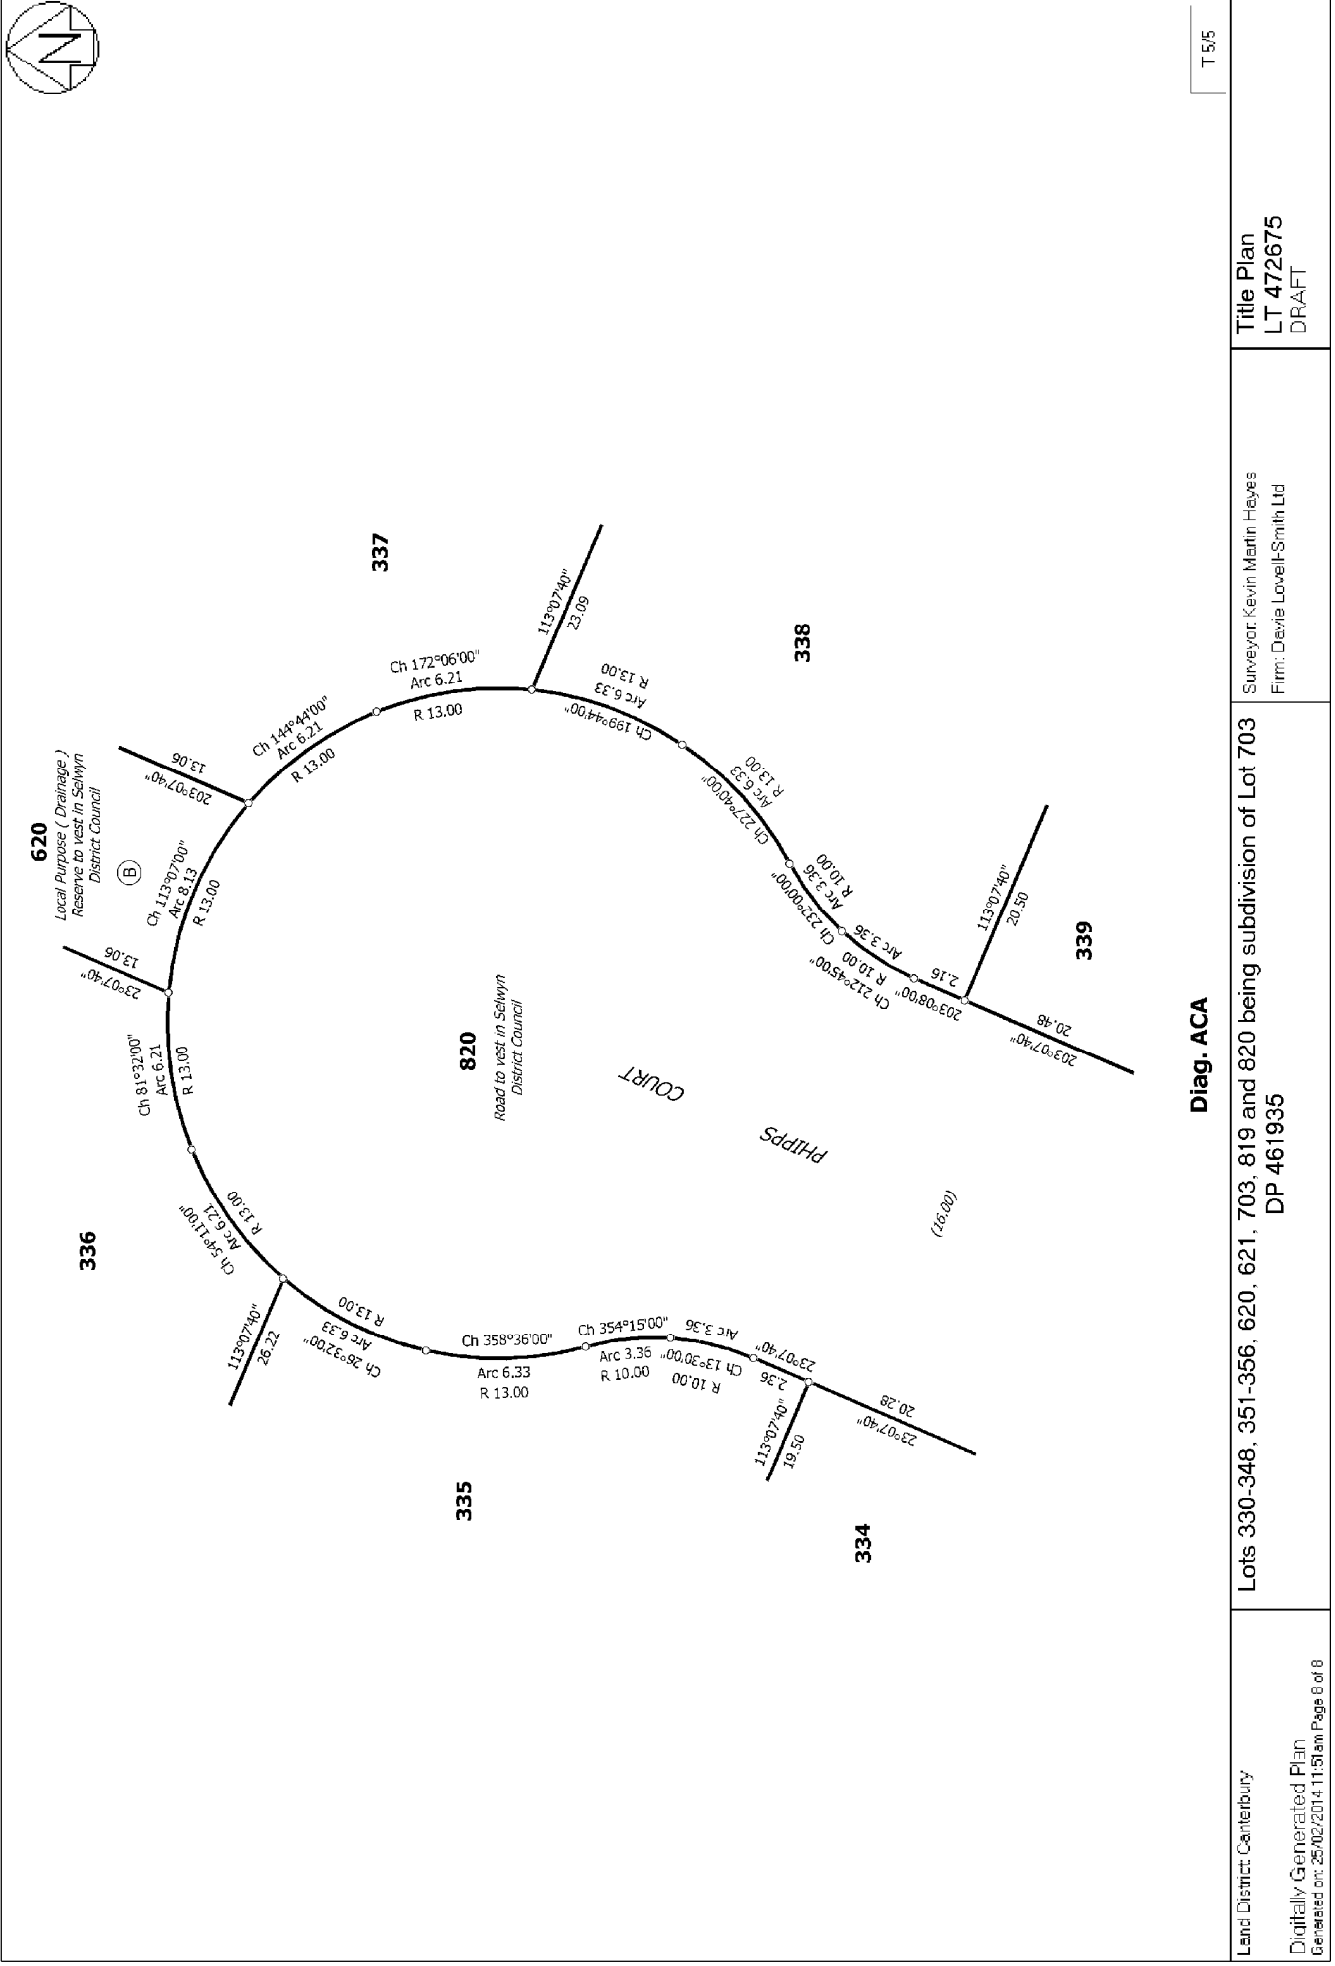 N
T 5/5
620
Local Purpose ( Drainage )
Reserve to vest in Selwyn
District Council
B
203°07'40"
13.06
23°07'40"
13.06
Ch 113°07'00"
Arc 8.13
R 13.00
Ch 144°44'00"
Arc 6.21
R 13.00
337
Ch 172°06'00"
Arc 6.21
R 13.00
113°07'40"
23.09
338
Ch 199°44'00"
Arc 6.33
R 13.00
Ch 227°40'00"
Arc 6.33
R 13.00
Ch 232°00'00"
Arc 3.36
R 10.00
Ch 212°45'00"
R 10.00
Arc 3.36
203°08'00"
2.16
113°07'40"
20.50
339
203°07'40"
20.48
Ch 81°32'00"
Arc 6.21
R 13.00
820
Road to vest in Selwyn
District Council
PHIPPS
COURT
(16.00)
336
Ch 54°11'00"
Arc 6.21
R 13.00
113°07'40"
26.22
Ch 26°32'00"
Arc 6.33
R 13.00
Ch 358°36'00"
Arc 6.33
R 13.00
Ch 354°15'00"
Arc 3.36
R 10.00
Arc 3.36
Ch 13°30'00"
R 10.00
23°07'40"
2.36
335
113°07'40"
19.50
23°07'40"
20.28
334
Diag. ACA
Land District: Canterbury
Digitally Generated Plan
Generated on: 25/02/2014 11:51am Page 8 of 8
Lots 330-348, 351-356, 620, 621, 703, 819 and 820 being subdivision of Lot 703
DP 461935
Surveyor: Kevin Martin Hayes
Firm: Davie Lovell-Smith Ltd
Title Plan
LT 472675
DRAFT